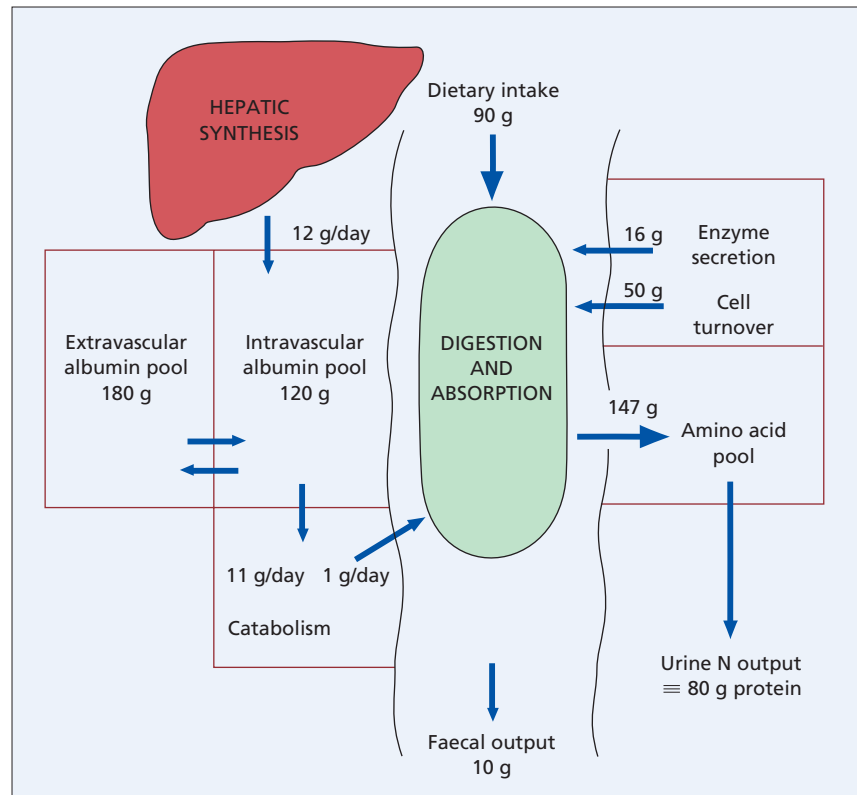 HEPATIC
SYNTHESIS
Dietary intake
90 g
12 g/day
16 g
Enzyme
secretion
50 g
Cell
turnover
Extravascular
albumin pool
180 g
Intravascular
albumin pool
120 g
DIGESTION
AND
ABSORPTION
147 g
Amino acid
pool
11 g/day
1 g/day
Catabolism
Urine N output
≡ 80 g protein
Faecal output
10 g